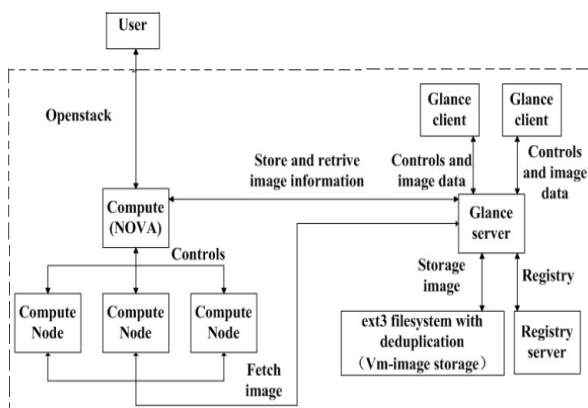 User
Openstack
Glance
client
Glance
client
Store and retrive
image information
Controls and
image data
Controls
and image
data
Compute
(NOVA)
Glance
server
Controls
Storage
image
Registry
Compute
Node
Compute
Node
Compute
Node
ext3 filesystem with
deduplication
（Vm-image storage）
Registry
server
Fetch
image